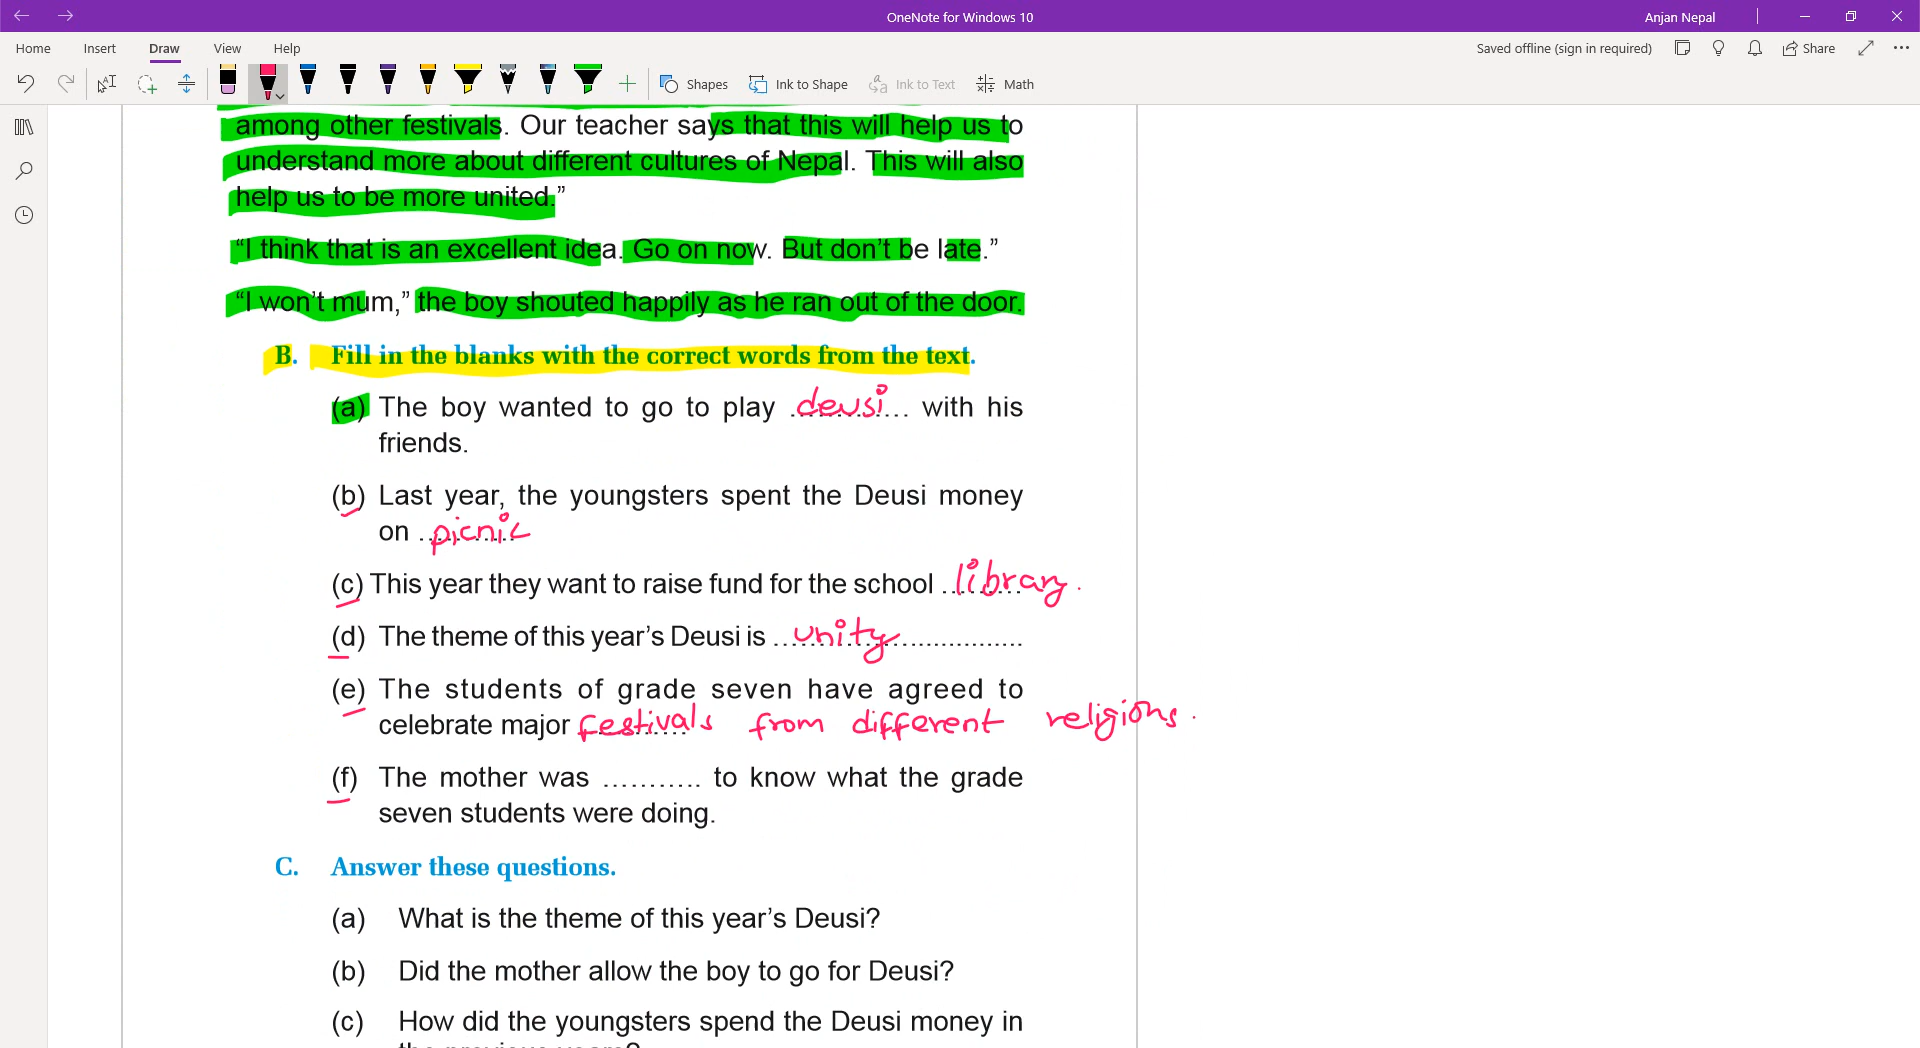 OneNote for Windows 10
Anjan Nepal
Home Insert Draw View Help
Saved offline (sign in required) Share
Shapes Ink to Shape Ink to Text Math
among other festivals. Our teacher says that this will help us to
understand more about different cultures of Nepal. This will also
help us to be more united.”
“I think that is an excellent idea. Go on now. But don’t be late.”
“I won’t mum,” the boy shouted happily as he ran out of the door.
B. Fill in the blanks with the correct words from the text.
(a) The boy wanted to go to play deusi with his
friends.
(b) Last year, the youngsters spent the Deusi money
on picnic
(c) This year they want to raise fund for the school library.
(d) The theme of this year’s Deusi is unity
(e) The students of grade seven have agreed to
celebrate major festivals from different religions.
(f) The mother was ........... to know what the grade
seven students were doing.
C. Answer these questions.
(a) What is the theme of this year’s Deusi?
(b) Did the mother allow the boy to go for Deusi?
(c) How did the youngsters spend the Deusi money in